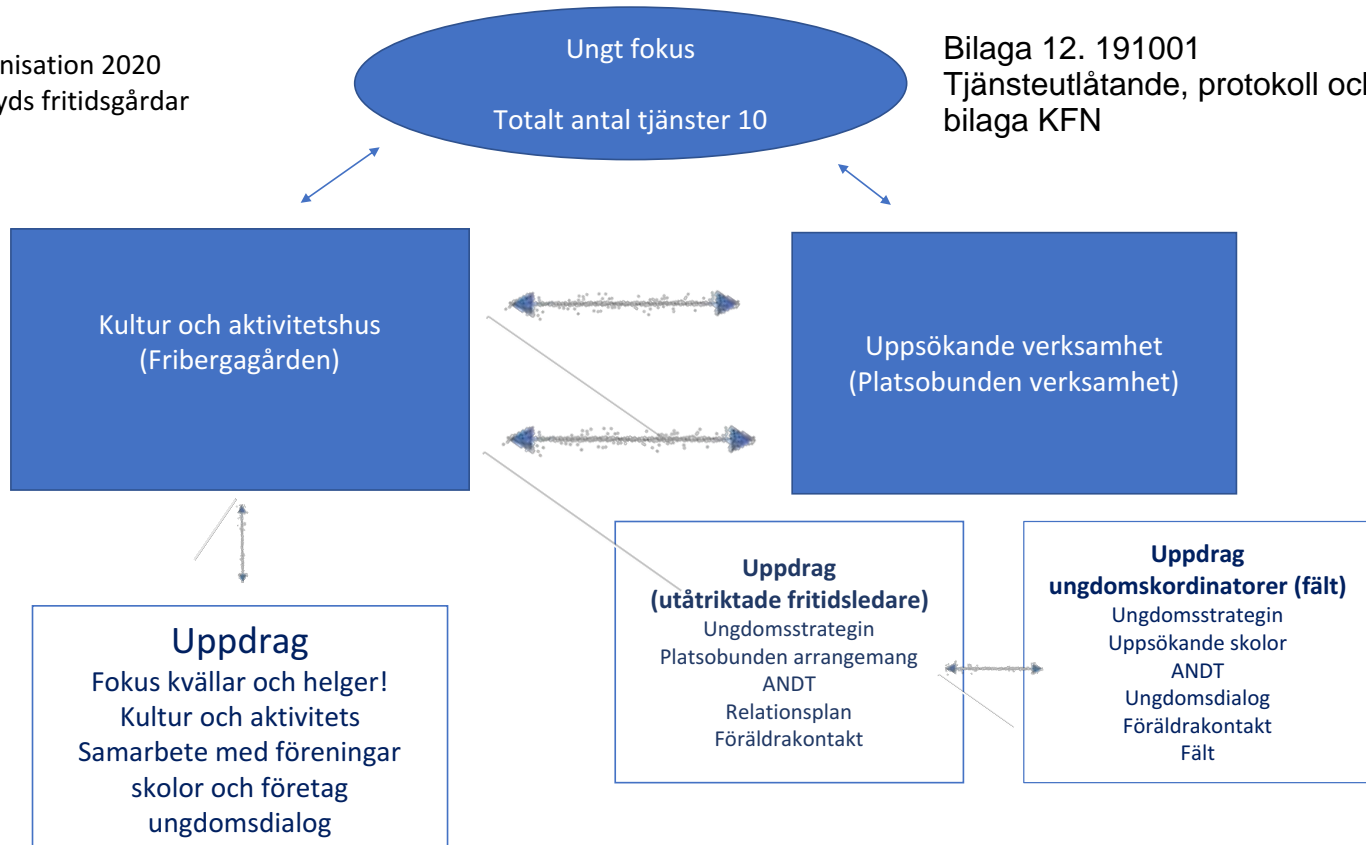 nisation 2020
yds fritidsgårdar
Ungt fokus
Totalt antal tjänster 10
Bilaga 12. 191001
Tjänsteutlåtande, protokoll och
bilaga KFN
Kultur och aktivitetshus
(Fribergagården)
Uppsökande verksamhet
(Platsobunden verksamhet)
Uppdrag
Fokus kvällar och helger!
Kultur och aktivitets
Samarbete med föreningar
skolor och företag
ungdomsdialog
Uppdrag
(utåtriktade fritidsledare)
Ungdomsstrategin
Platsobunden arrangemang
ANDT
Relationsplan
Föräldrakontakt
Uppdrag
ungdomskordinatorer (fält)
Ungdomsstrategin
Uppsökande skolor
ANDT
Ungdomsdialog
Föräldrakontakt
Fält